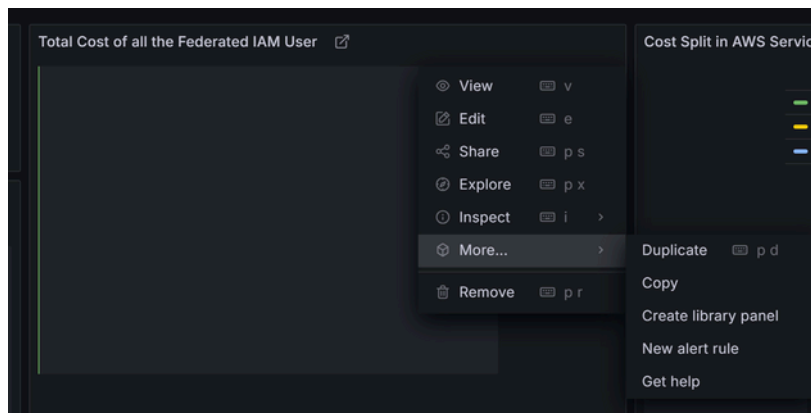 Total Cost of all the Federated IAM User
Cost Split in AWS Servic
View v
Edit e
Share p s
Explore p x
Inspect i
More...
Remove p r
Duplicate p d
Copy
Create library panel
New alert rule
Get help